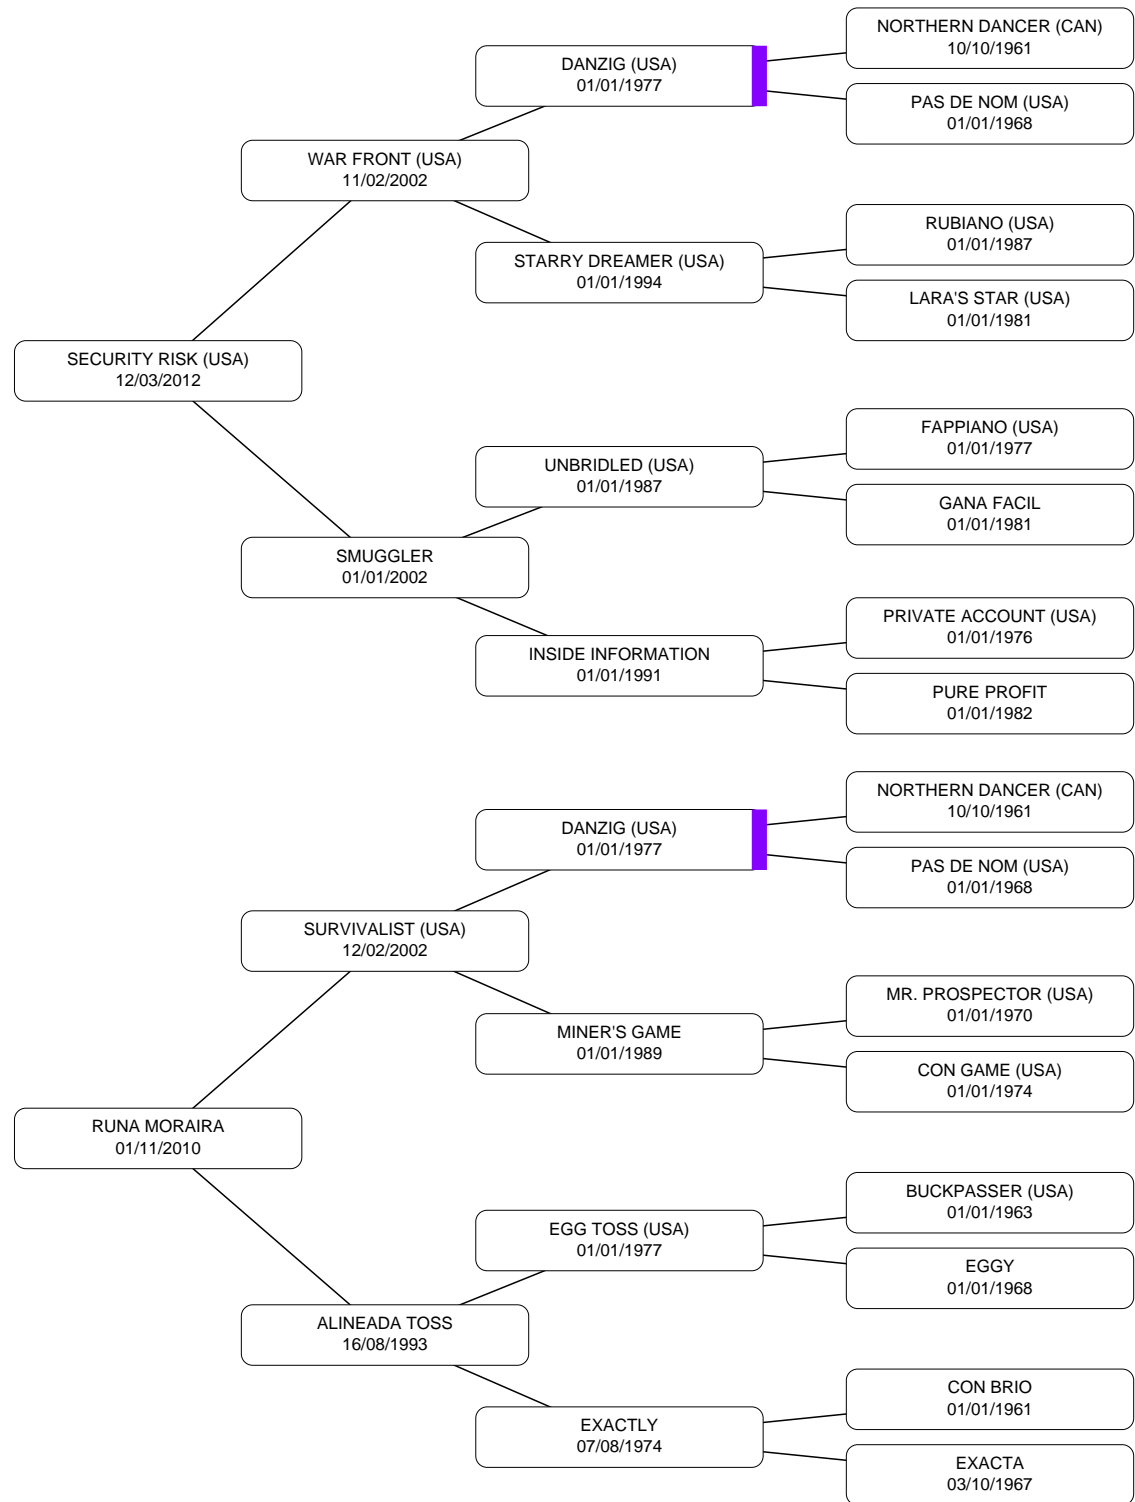 NORTHERN DANCER (CAN)
10/10/1961
DANZIG (USA)
01/01/1977
PAS DE NOM (USA)
01/01/1968
WAR FRONT (USA)
11/02/2002
RUBIANO (USA)
01/01/1987
STARRY DREAMER (USA)
01/01/1994
LARA'S STAR (USA)
01/01/1981
SECURITY RISK (USA)
12/03/2012
FAPPIANO (USA)
01/01/1977
UNBRIDLED (USA)
01/01/1987
GANA FACIL
01/01/1981
SMUGGLER
01/01/2002
PRIVATE ACCOUNT (USA)
01/01/1976
INSIDE INFORMATION
01/01/1991
PURE PROFIT
01/01/1982
NORTHERN DANCER (CAN)
10/10/1961
DANZIG (USA)
01/01/1977
PAS DE NOM (USA)
01/01/1968
SURVIVALIST (USA)
12/02/2002
MR. PROSPECTOR (USA)
01/01/1970
MINER'S GAME
01/01/1989
CON GAME (USA)
01/01/1974
RUNA MORAIRA
01/11/2010
BUCKPASSER (USA)
01/01/1963
EGG TOSS (USA)
01/01/1977
EGGY
01/01/1968
ALINEADA TOSS
16/08/1993
CON BRIO
01/01/1961
EXACTLY
07/08/1974
EXACTA
03/10/1967